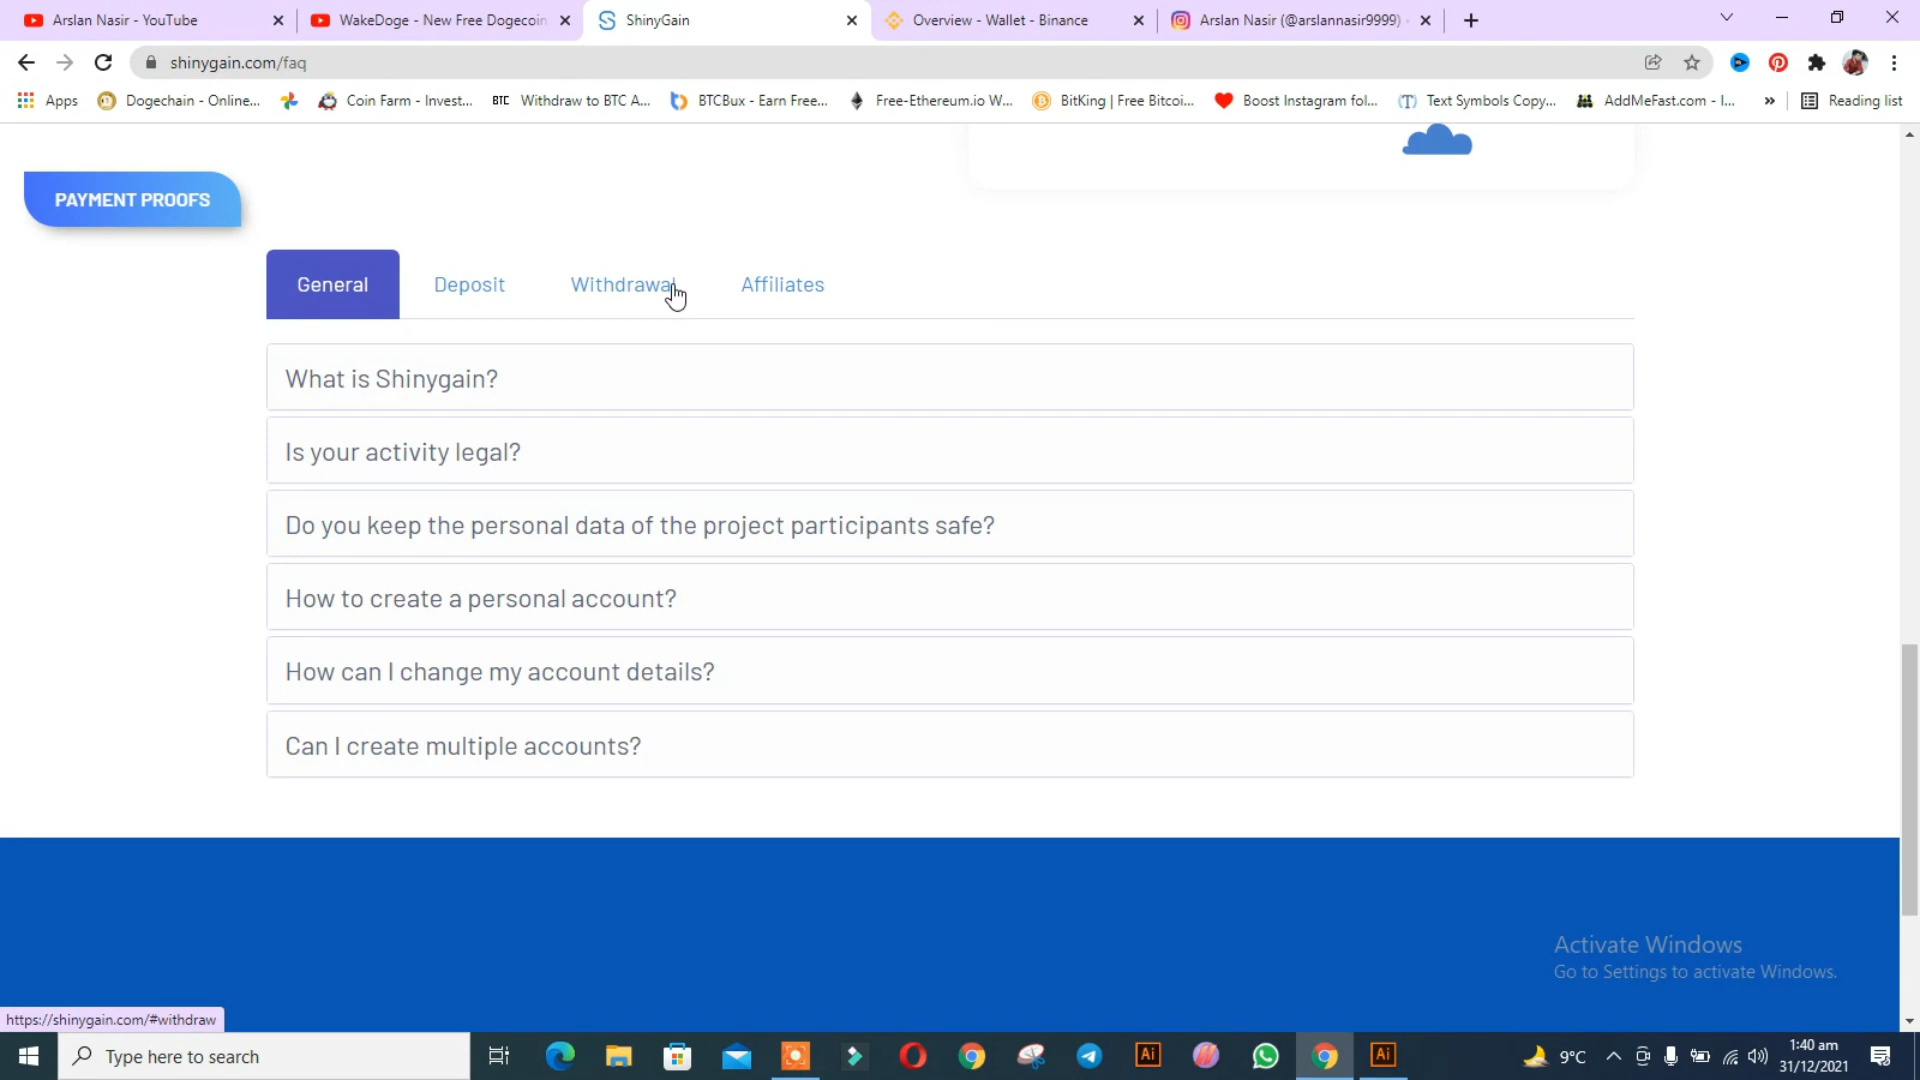 Arslan Nasir - YouTube
WakeDoge - New Free Dogecoin
ShinyGain
Overview - Wallet - Binance
Arslan Nasir (@arslannasir9999) -
shinygain.com/faq
Apps
Dogechain - Online...
Coin Farm - Invest...
BTC Withdraw to BTC A...
BTCBux - Earn Free...
Free-Ethereum.io W...
BitKing | Free Bitcoi...
Boost Instagram fol...
Text Symbols Copy...
AddMeFast.com - I...
»
Reading list
PAYMENT PROOFS
General
Deposit
Withdrawal
Affiliates
What is Shinygain?
Is your activity legal?
Do you keep the personal data of the project participants safe?
How to create a personal account?
How can I change my account details?
Can I create multiple accounts?
Activate Windows
Go to Settings to activate Windows.
https://shinygain.com/#withdraw
Type here to search
Ai
Ai
9°C
1:40 am
31/12/2021